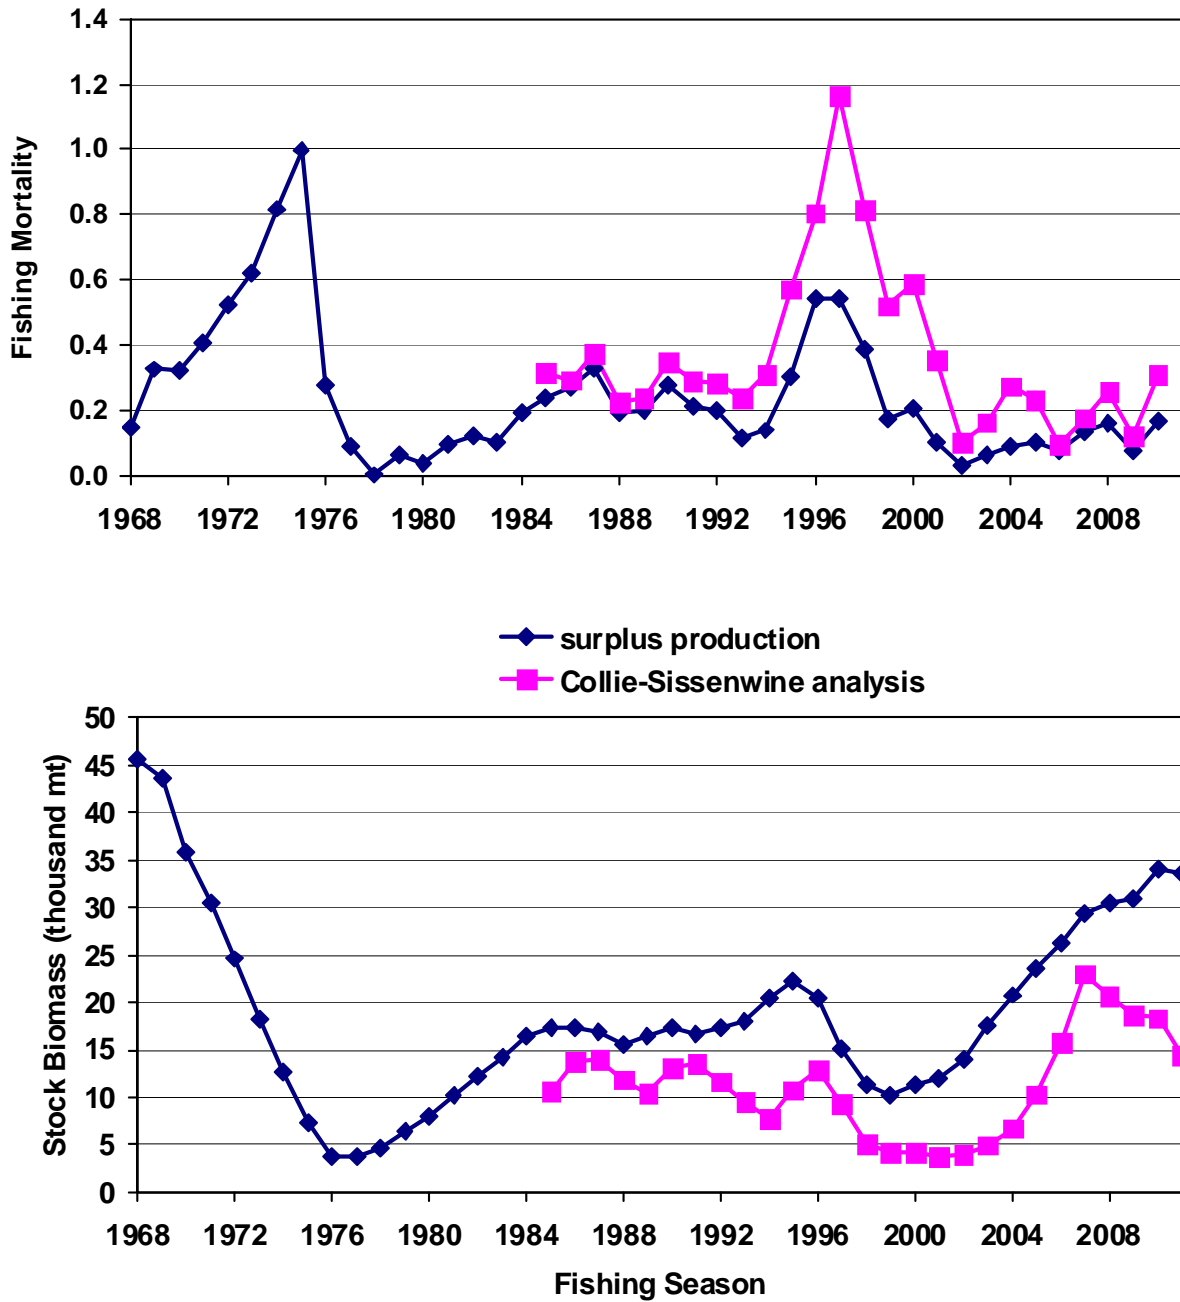 1.4
1.2
1.0
0.8
0.6
0.4
0.2
0.0
Fishing Mortality
1968 1972 1976 1980 1984 1988 1992 1996 2000 2004 2008
surplus production
Collie-Sissenwine analysis
50
45
40
35
30
25
20
15
10
5
0
Stock Biomass (thousand mt)
1968 1972 1976 1980 1984 1988 1992 1996 2000 2004 2008
Fishing Season